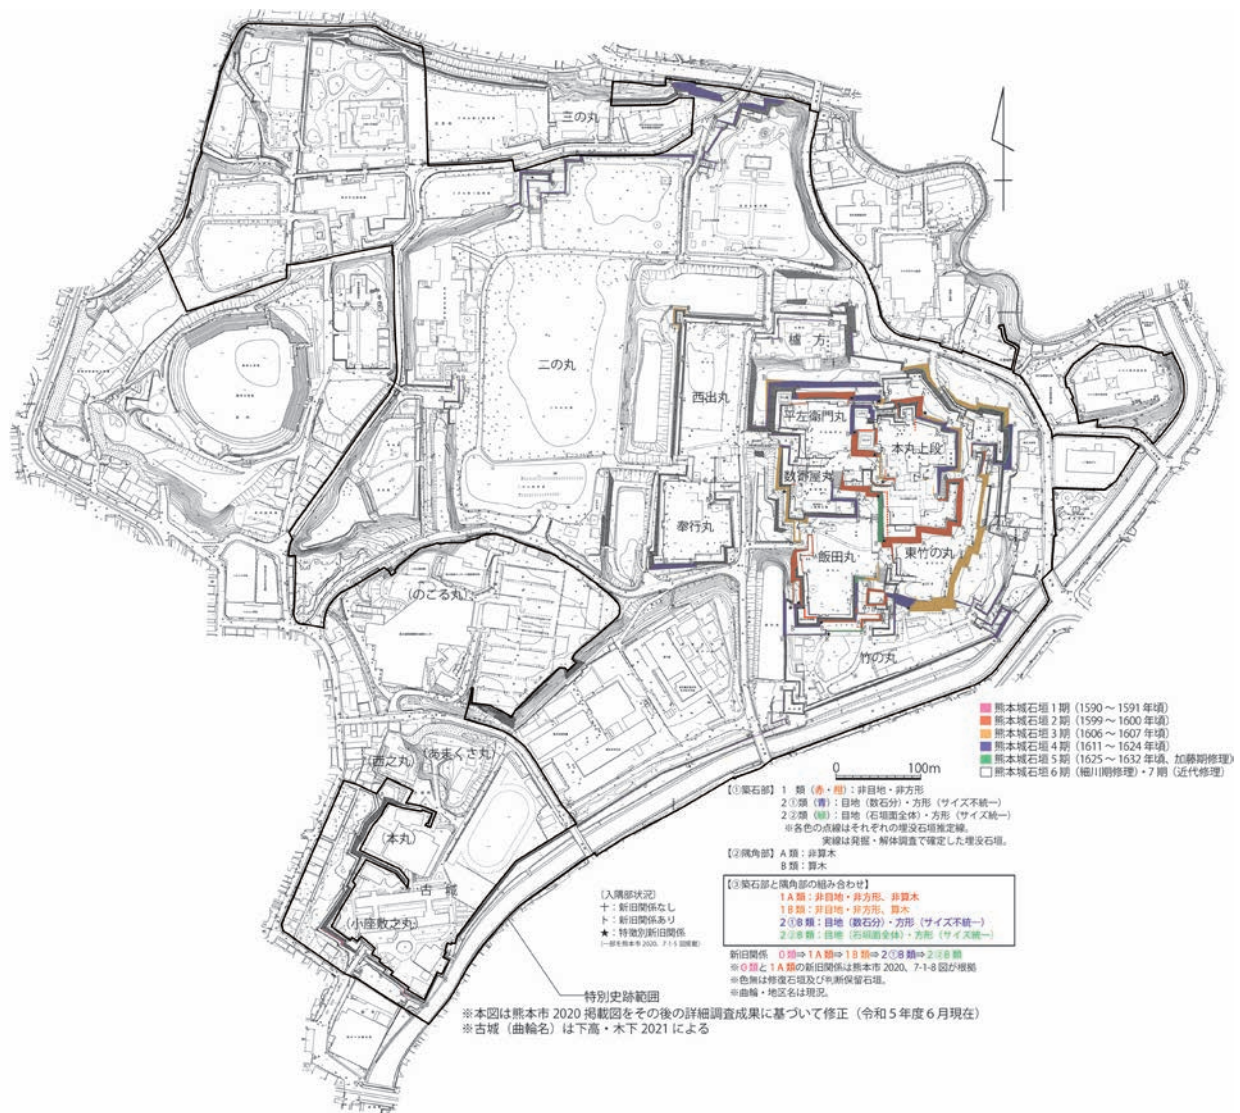 三の丸
櫨方
二の丸
西出丸
平左衛門丸
本丸上段
数寄屋丸
奉行丸
飯田丸
東竹の丸
(のこる丸)
竹の丸
熊本城石垣1期（1590～1591年頃）
熊本城石垣2期（1599～1600年頃）
熊本城石垣3期（1606～1607年頃）
熊本城石垣4期（1611～1624年頃）
熊本城石垣5期（1625～1632年頃、加藤期修理）
熊本城石垣6期（細川期修理）・7期（近代修理）
(西之丸)
(あまくさ丸)
0 100m
【①築石部】1 類（赤・橙）：非目地・非方形
2①類（青）：目地（数石分）・方形（サイズ不統一）
2②類（緑）：目地（石垣面全体）・方形（サイズ統一）
※各色の点線はそれぞれの埋没石垣推定線。
実線は発掘・解体調査で確定した埋没石垣。
【②隅角部】A 類：非算木
B 類：算木
(本丸)
古城
(小座敷之丸)
【③築石部と隅角部の組み合わせ】
1A類：非目地・非方形、非算木
1B類：非目地・非方形、算木
2①B類：目地（数石分）・方形（サイズ不統一）
2②B類：目地（石垣面全体）・方形（サイズ統一）
［入隅部状況］
＋：新旧関係なし
ト：新旧関係あり
★：特徴別新旧関係
(一部を熊本市2020、7-1-5図掲載)
新旧関係 0類⇒1A類⇒1B類⇒2①B類⇒2②B類
※0類と1A類の新旧関係は熊本市2020、7-1-8図が根拠
※色無は修復石垣及び判断保留石垣。
※曲輪・地区名は現況。
特別史跡範囲
※本図は熊本市2020掲載図をその後の詳細調査成果に基づいて修正（令和5年度6月現在）
※古城（曲輪名）は下高・木下2021による